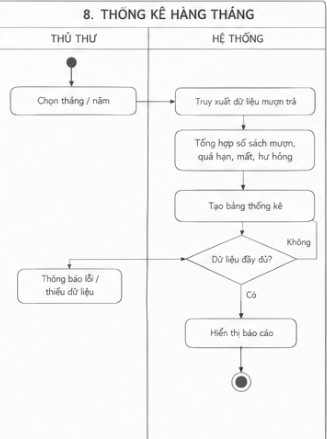 8. THỐNG KÊ HÀNG THÁNG
THỦ THƯ
HỆ THỐNG
Chọn tháng / năm
Truy xuất dữ liệu mượn trả
Tổng hợp số sách mượn,
quá hạn, mất, hư hỏng
Tạo bảng thống kê
Không
Dữ liệu đầy đủ?
Thông báo lỗi /
thiếu dữ liệu
Có
Hiển thị báo cáo